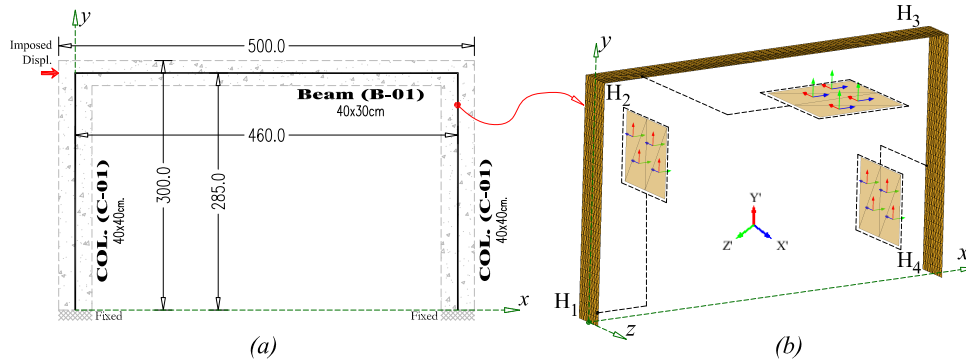 y
Imposed
Displ.
500.0
Beam (B-01)
40x30cm
460.0
COL. (C-01)
40x40cm.
300.0
285.0
COL. (C-01)
40x40cm.
x
Fixed
Fixed
(a)
H3
y
H2
Y'
Z'
X'
H1
z
H4
x
(b)